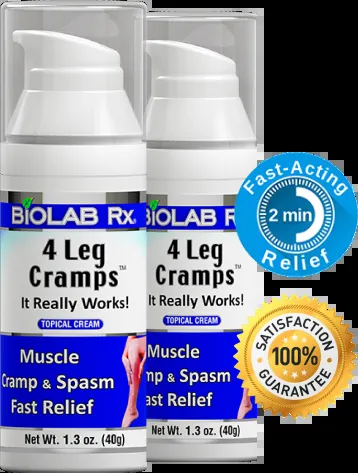 BiOLAB Rx
4 Leg
Cramps™
It Really Works!
TOPICAL CREAM
Muscle
Cramp & Spasm
Fast Relief
Net Wt. 1.3 oz. (40g)
BiOLAB R
4 Leg
Cramps™
It Really Works!
TOPICAL CREAM
Muscle
mp & Spasm
ast Relief
Net Wt. 1.3 oz. (40g)
Fast-Acting
2 min
Relief
SATISFACTION
100%
GUARANTEE